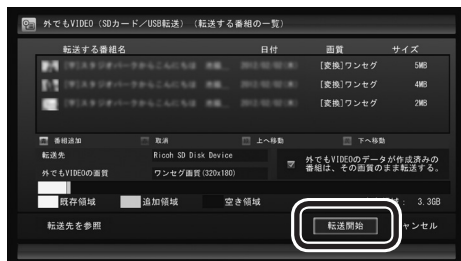 外でもVIDEO(SDカード/USB転送) (転送する番組の一覧)
転送する番組名 日付 画質 サイズ
[変換]ワンセグ 5MB
[変換]ワンセグ 4MB
[変換]ワンセグ 2MB
番組追加 取消 上へ移動 下へ移動
転送先 Ricoh SD Disk Device
外でもVIDEOの画質 ワンセグ画質(320x180)
外でもVIDEOのデータが作成済みの
番組は、その画質のまま転送する。
既存領域 追加領域 空き領域 : 3.3GB
転送先を参照 転送開始 ャンセル